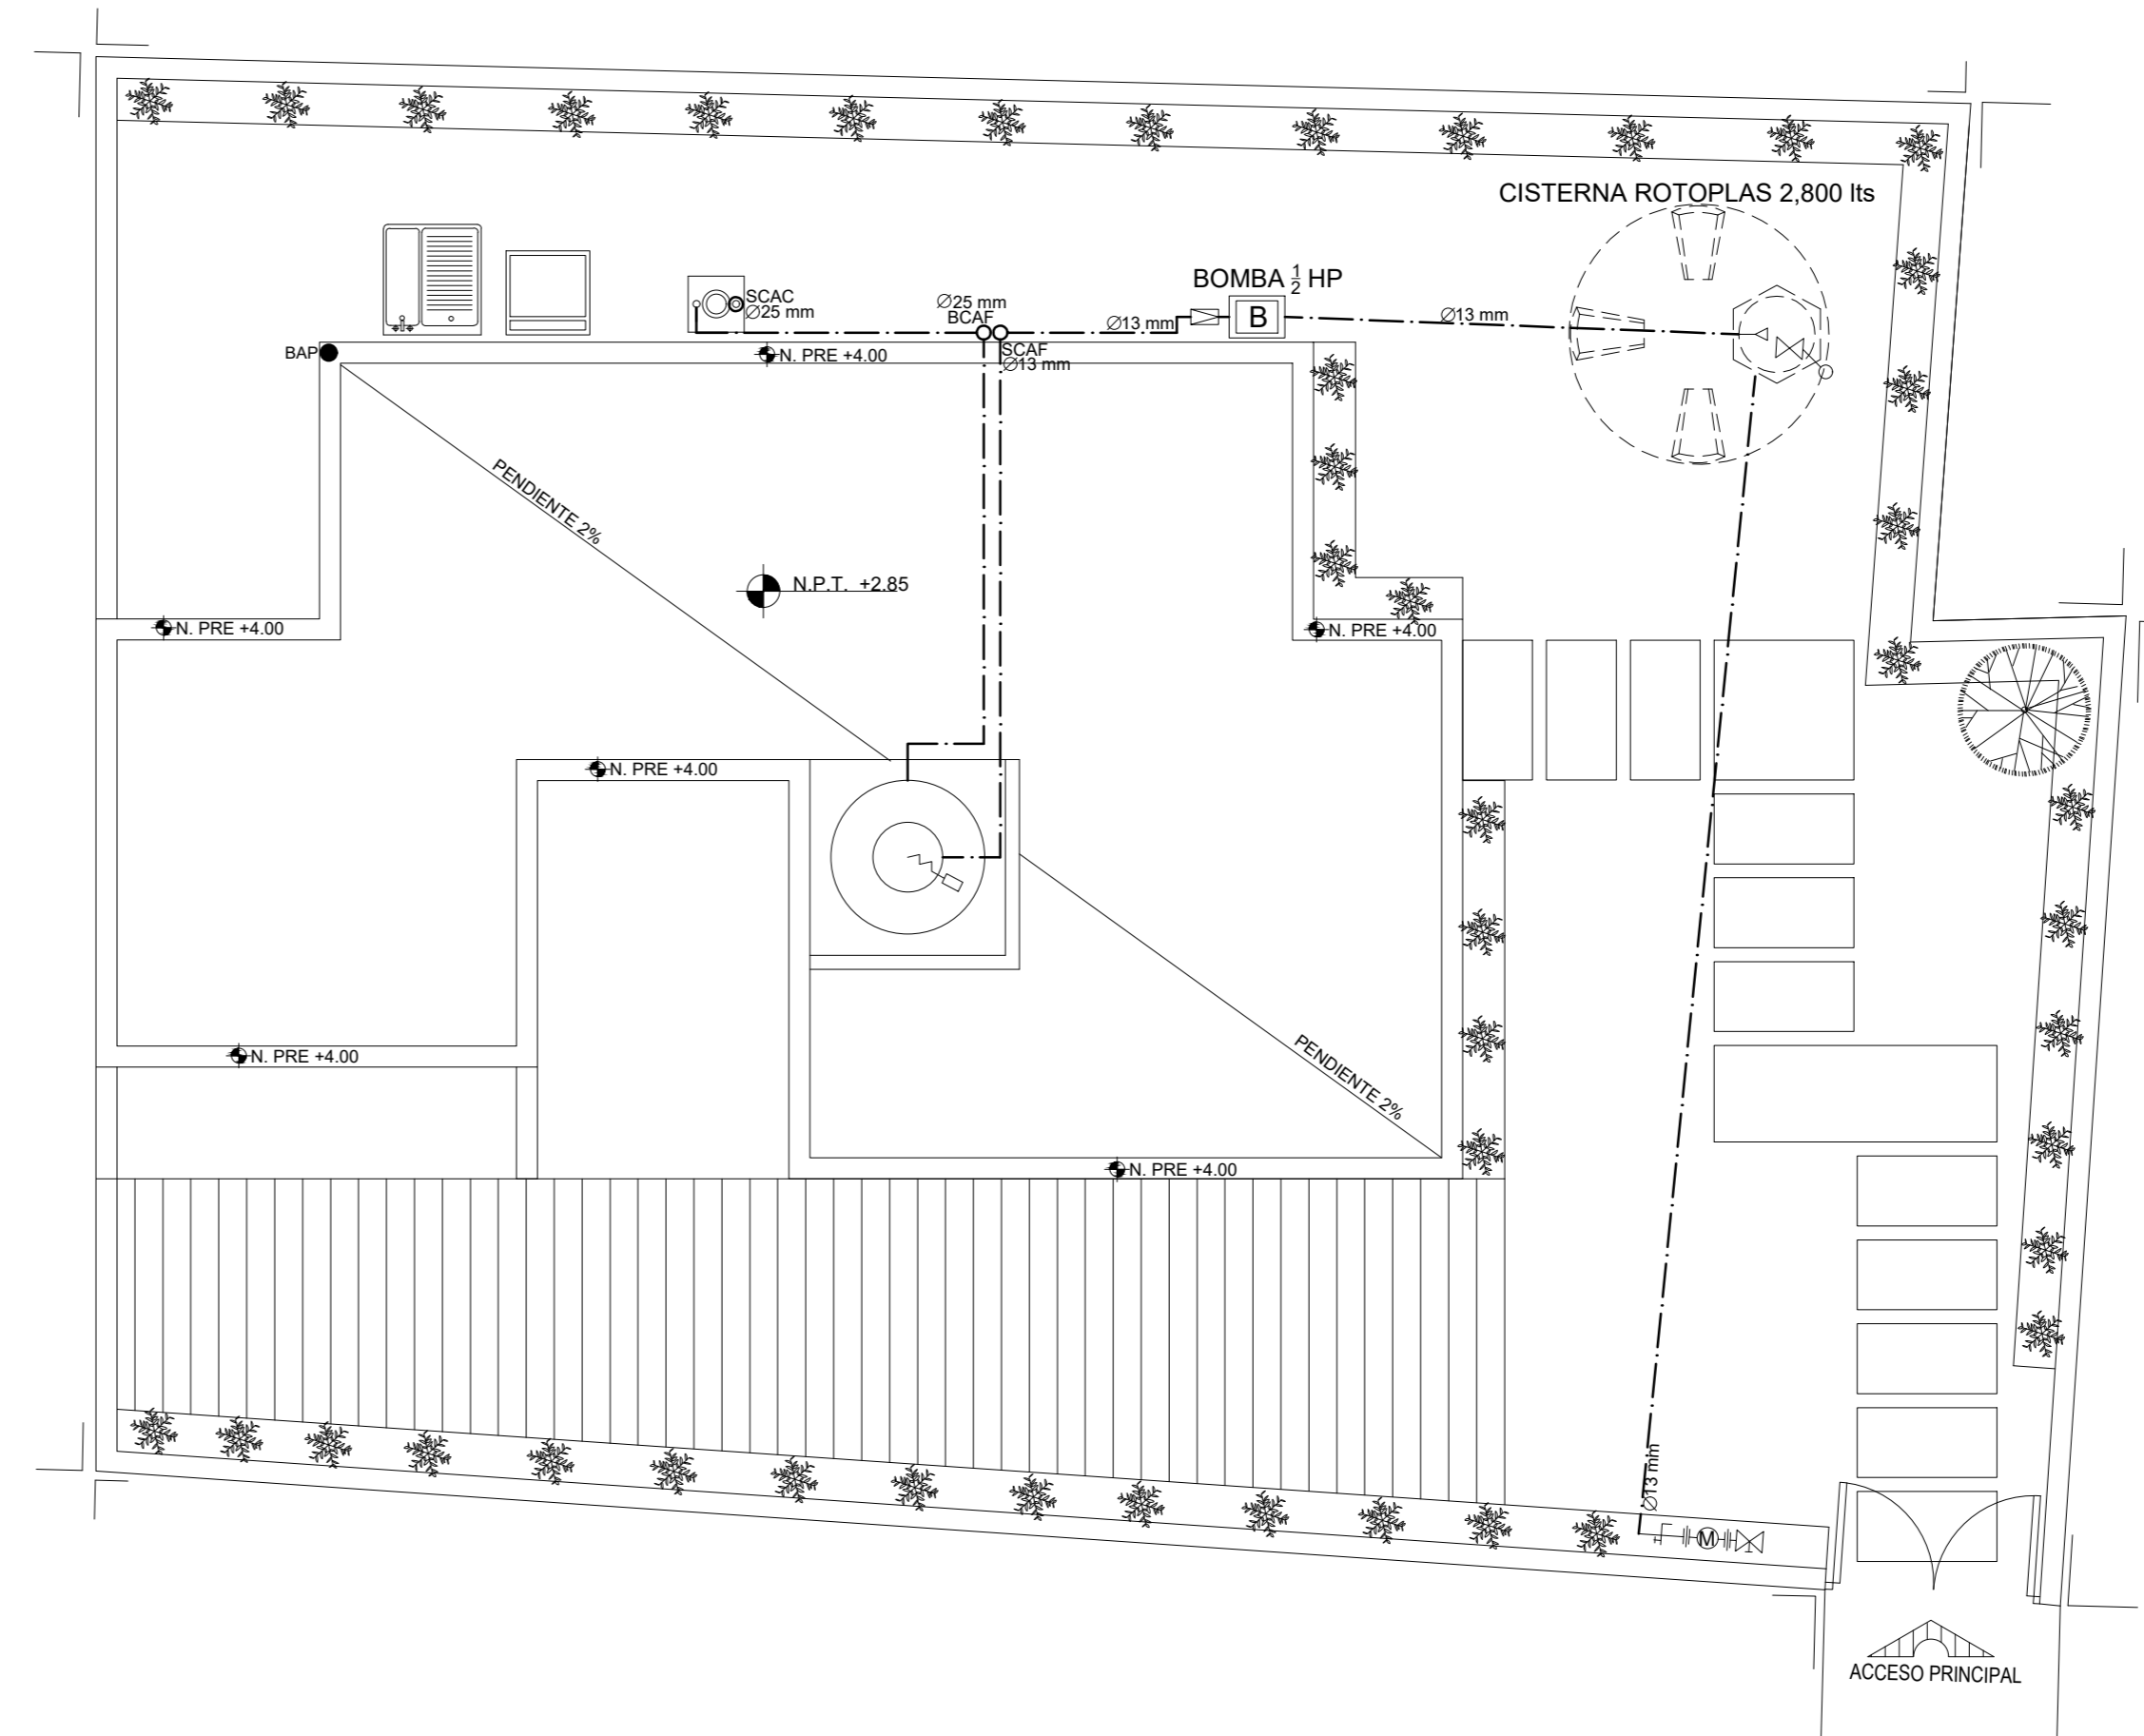 CISTERNA ROTOPLAS 2,800 lts
BOMBA 1/2 HP
B
SCAC
∅25 mm
∅25 mm
BCAF
∅13 mm
∅13 mm
SCAF
∅13 mm
BAP
N. PRE +4.00
PENDIENTE 2%
N.P.T. +2.85
N. PRE +4.00
N. PRE +4.00
N. PRE +4.00
N. PRE +4.00
PENDIENTE 2%
N. PRE +4.00
∅13 mm
M
ACCESO PRINCIPAL